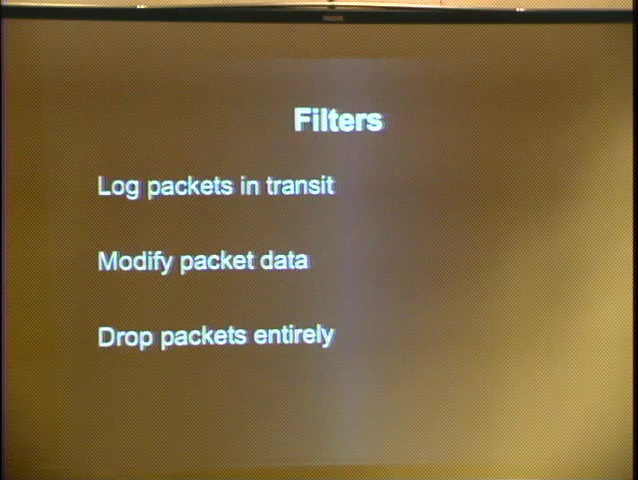 Filters
Log packets in transit
Modify packet data
Drop packets entirely